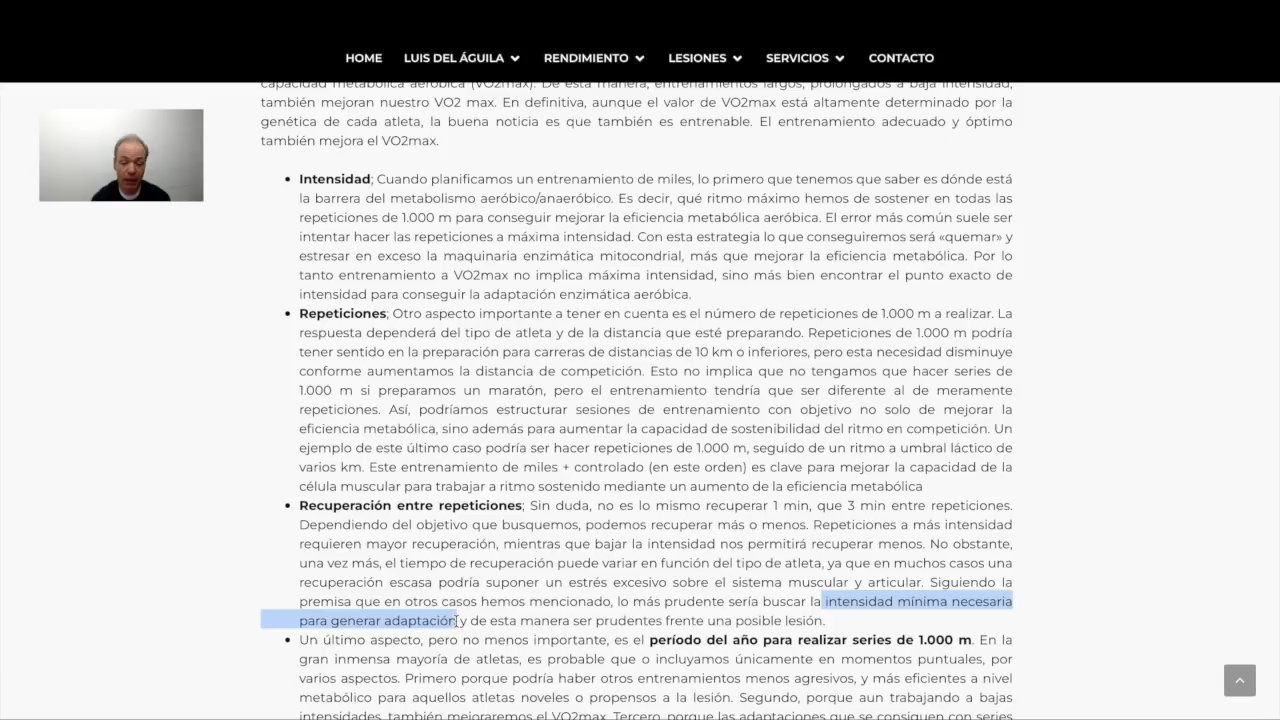 HOME LUIS DEL ÁGUILA RENDIMIENTO LESIONES SERVICIOS CONTACTO
capacidad metabólica aeróbica (VO2max). De esta manera, entrenamientos largos, prolongados a baja intensidad,
también mejoran nuestro VO2 max. En definitiva, aunque el valor de VO2max está altamente determinado por la
genética de cada atleta, la buena noticia es que también es entrenable. El entrenamiento adecuado y óptimo
también mejora el VO2max.
Intensidad; Cuando planificamos un entrenamiento de miles, lo primero que tenemos que saber es dónde está
la barrera del metabolismo aeróbico/anaeróbico. Es decir, qué ritmo máximo hemos de sostener en todas las
repeticiones de 1.000 m para conseguir mejorar la eficiencia metabólica aeróbica. El error más común suele ser
intentar hacer las repeticiones a máxima intensidad. Con esta estrategia lo que conseguiremos será «quemar» y
estresar en exceso la maquinaria enzimática mitocondrial, más que mejorar la eficiencia metabólica. Por lo
tanto entrenamiento a VO2max no implica máxima intensidad, sino más bien encontrar el punto exacto de
intensidad para conseguir la adaptación enzimática aeróbica.
Repeticiones; Otro aspecto importante a tener en cuenta es el número de repeticiones de 1.000 m a realizar. La
respuesta dependerá del tipo de atleta y de la distancia que esté preparando. Repeticiones de 1.000 m podría
tener sentido en la preparación para carreras de distancias de 10 km o inferiores, pero esta necesidad disminuye
conforme aumentamos la distancia de competición. Esto no implica que no tengamos que hacer series de
1.000 m si preparamos un maratón, pero el entrenamiento tendría que ser diferente al de meramente
repeticiones. Así, podríamos estructurar sesiones de entrenamiento con objetivo no solo de mejorar la
eficiencia metabólica, sino además para aumentar la capacidad de sostenibilidad del ritmo en competición. Un
ejemplo de este último caso podría ser hacer repeticiones de 1.000 m, seguido de un ritmo a umbral láctico de
varios km. Este entrenamiento de miles + controlado (en este orden) es clave para mejorar la capacidad de la
célula muscular para trabajar a ritmo sostenido mediante un aumento de la eficiencia metabólica
Recuperación entre repeticiones; Sin duda, no es lo mismo recuperar 1 min, que 3 min entre repeticiones.
Dependiendo del objetivo que busquemos, podemos recuperar más o menos. Repeticiones a más intensidad
requieren mayor recuperación, mientras que bajar la intensidad nos permitirá recuperar menos. No obstante,
una vez más, el tiempo de recuperación puede variar en función del tipo de atleta, ya que en muchos casos una
recuperación escasa podría suponer un estrés excesivo sobre el sistema muscular y articular. Siguiendo la
premisa que en otros casos hemos mencionado, lo más prudente sería buscar la intensidad mínima necesaria
para generar adaptación y de esta manera ser prudentes frente una posible lesión.
Un último aspecto, pero no menos importante, es el período del año para realizar series de 1.000 m. En la
gran inmensa mayoría de atletas, es probable que o incluyamos únicamente en momentos puntuales, por
varios aspectos. Primero porque podría haber otros entrenamientos menos agresivos, y más eficientes a nivel
metabólico para aquellos atletas noveles o propensos a la lesión. Segundo, porque aun trabajando a bajas
intensidades, también mejoraremos el VO2max. Tercero, porque las adaptaciones que se consiguen con series